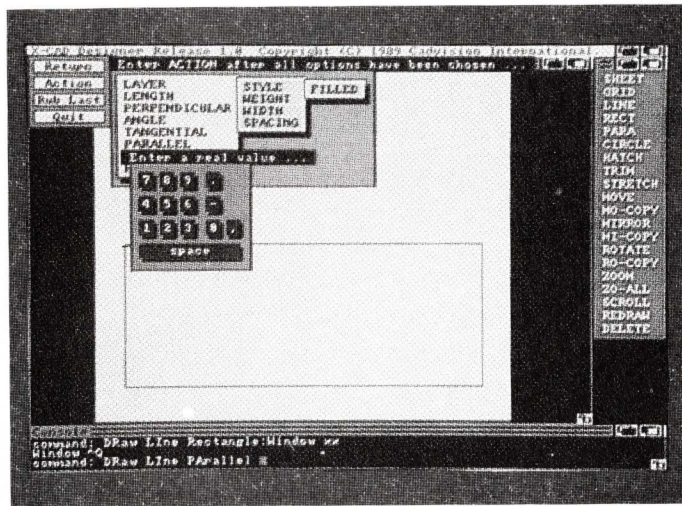 X-CAD Designer Release 1.0 Copyright (C) 1989 Cadvision International.
Return
Action
Rub Last
Quit
Enter ACTION after all options have been chosen ...
LAYER
LENGTH
PERPENDICULAR
ANGLE
TANGENTIAL
PARALLEL
STYLE
WEIGHT
WIDTH
SPACING
FILLED
Enter a real value ...
7 8 9 .
4 5 6 -
1 2 3 0 ,
space
SHEET
GRID
LINE
RECT
PARA
CIRCLE
HATCH
TRIM
STRETCH
MOVE
MO-COPY
MIRROR
MI-COPY
ROTATE
RO-COPY
ZOOM
ZO-ALL
SCROLL
REDRAW
DELETE
Console
command: DRaw LIne Rectangle:Window xx
Window ^Q
command: DRaw LIne PArallel